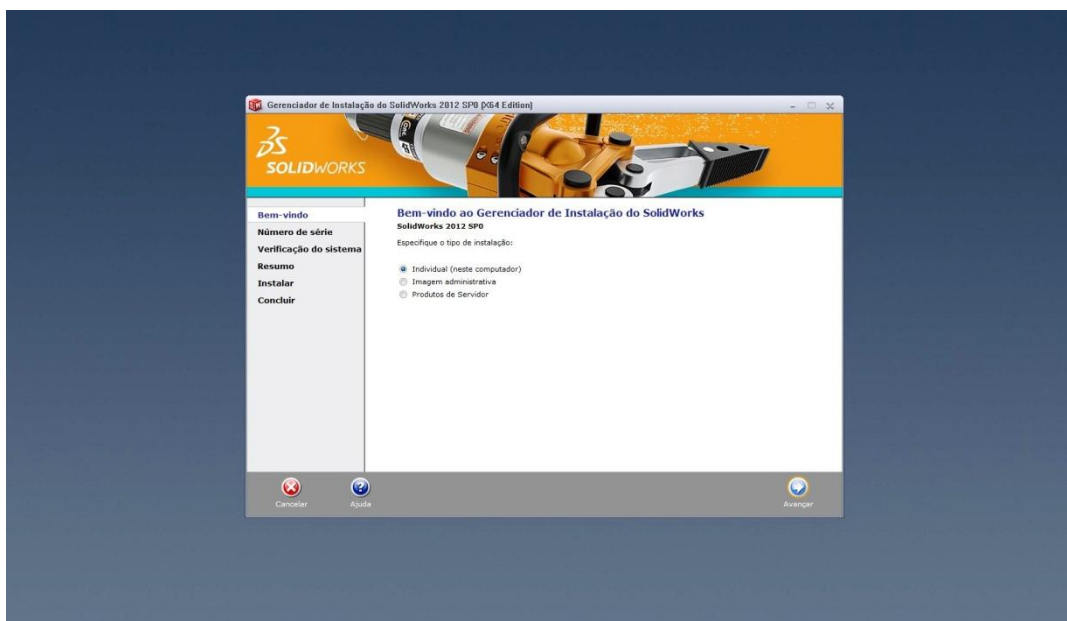 Gerenciador de Instalação do SolidWorks 2012 SP0 [X64 Edition]
SOLIDWORKS
Bem-vindo
Número de série
Verificação do sistema
Resumo
Instalar
Concluir
Bem-vindo ao Gerenciador de Instalação do SolidWorks
SolidWorks 2012 SP0
Especifique o tipo de instalação:
Individual (neste computador)
Imagem administrativa
Produtos de Servidor
Cancelar
Ajuda
Avançar